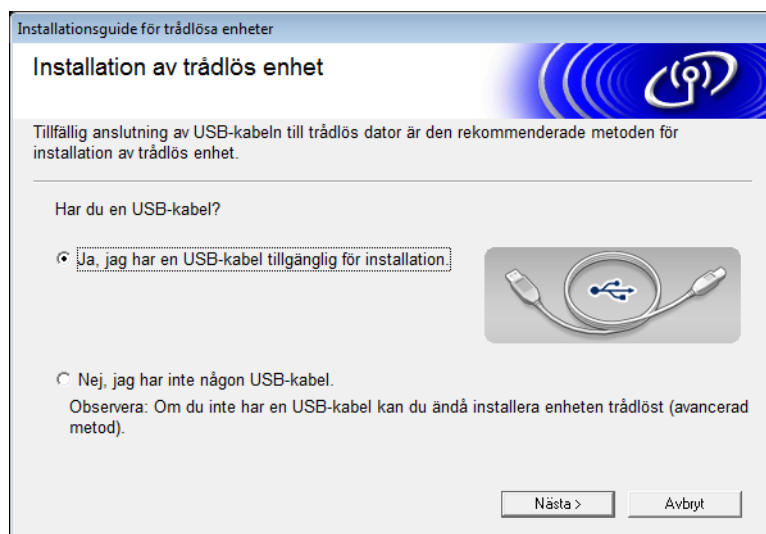 Installationsguide för trådlösa enheter
Installation av trådlös enhet
Tillfällig anslutning av USB-kabeln till trådlös dator är den rekommenderade metoden för
installation av trådlös enhet.
Har du en USB-kabel?
Ja, jag har en USB-kabel tillgänglig för installation.
Nej, jag har inte någon USB-kabel.
Observera: Om du inte har en USB-kabel kan du ändå installera enheten trådlöst (avancerad
metod).
Nästa >
Avbryt